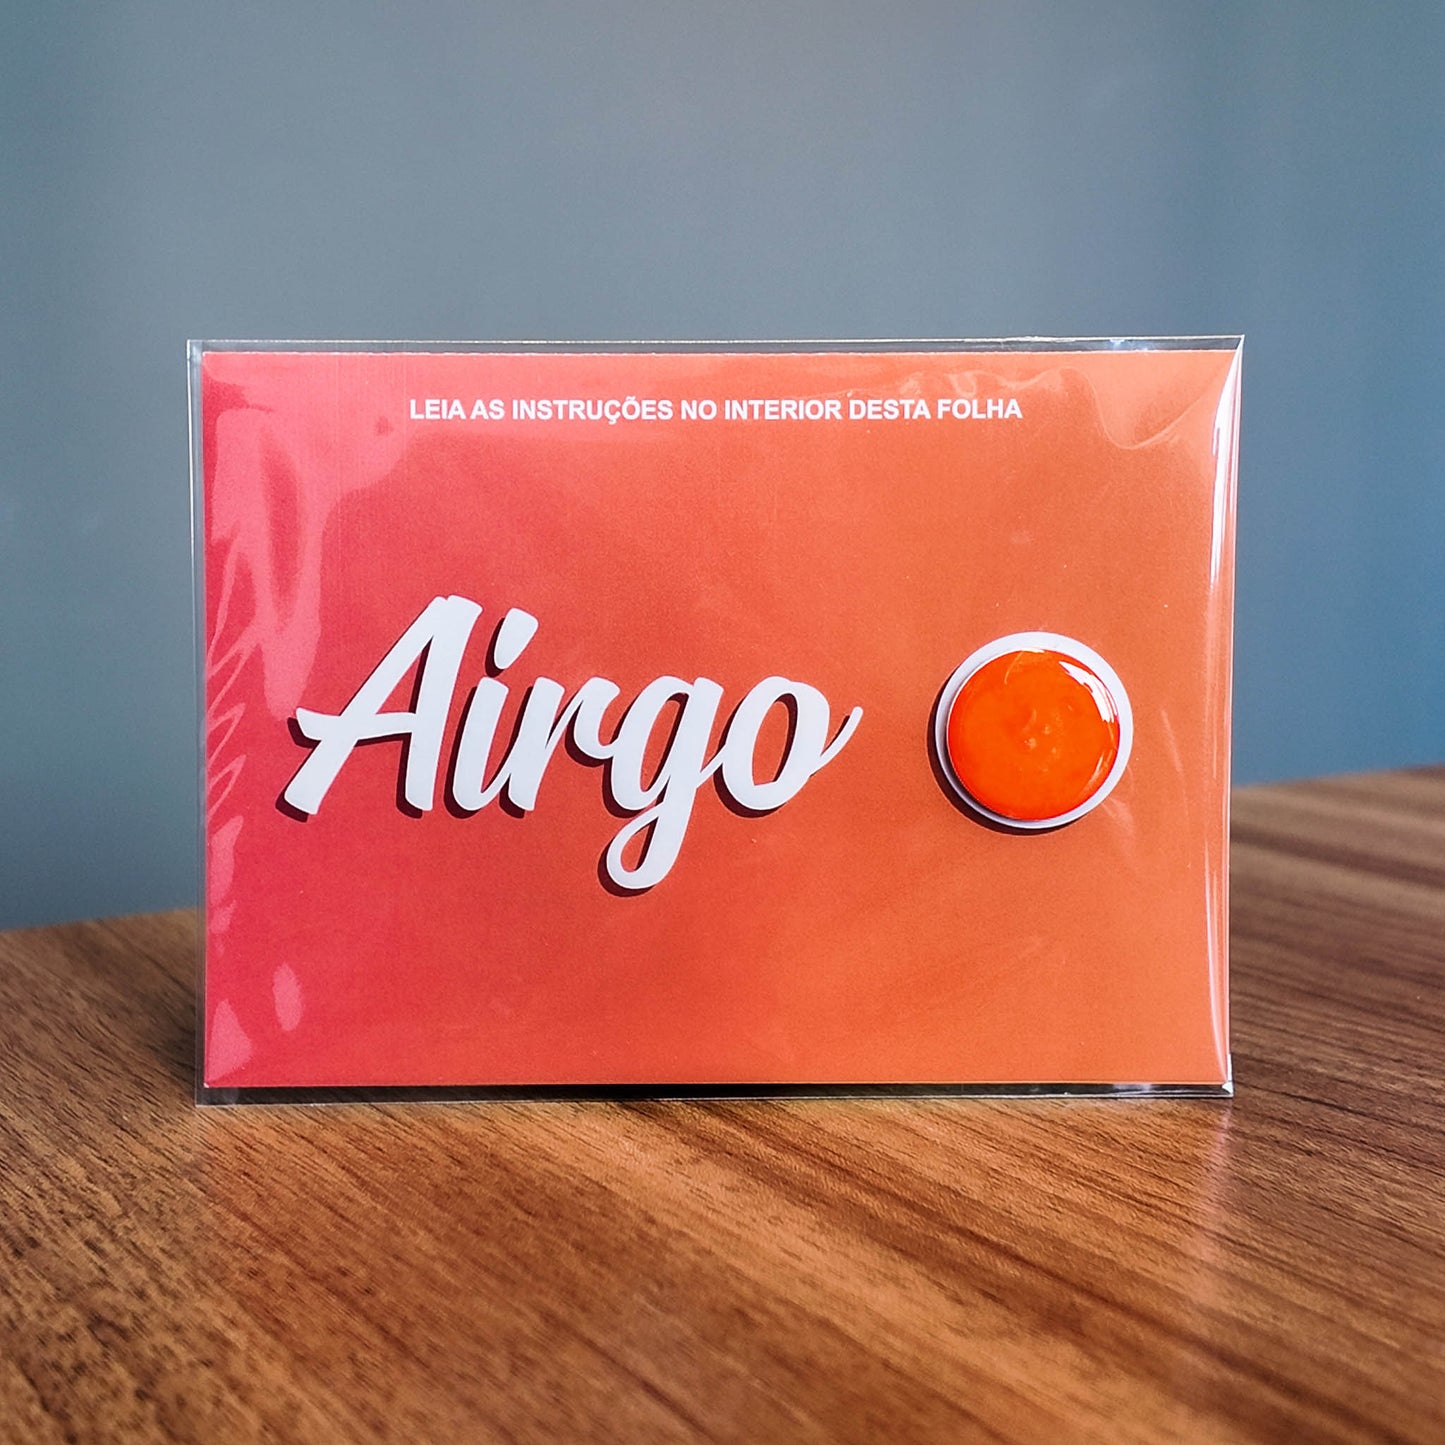 LEIA AS INSTRUÇÕES NO INTERIOR DESTA FOLHA
Airgo